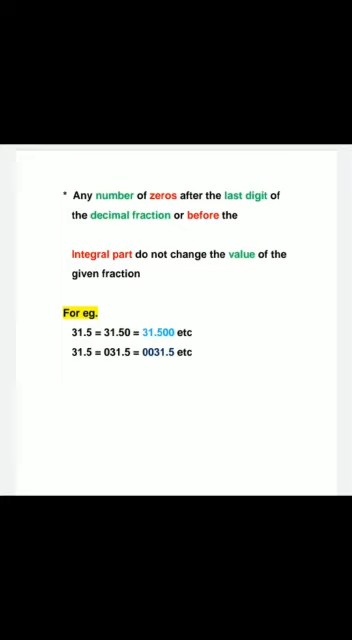 * Any number of zeros after the last digit of
the decimal fraction or before the
Integral part do not change the value of the
given fraction
For eg.
31.5 = 31.50 = 31.500 etc
31.5 = 031.5 = 0031.5 etc